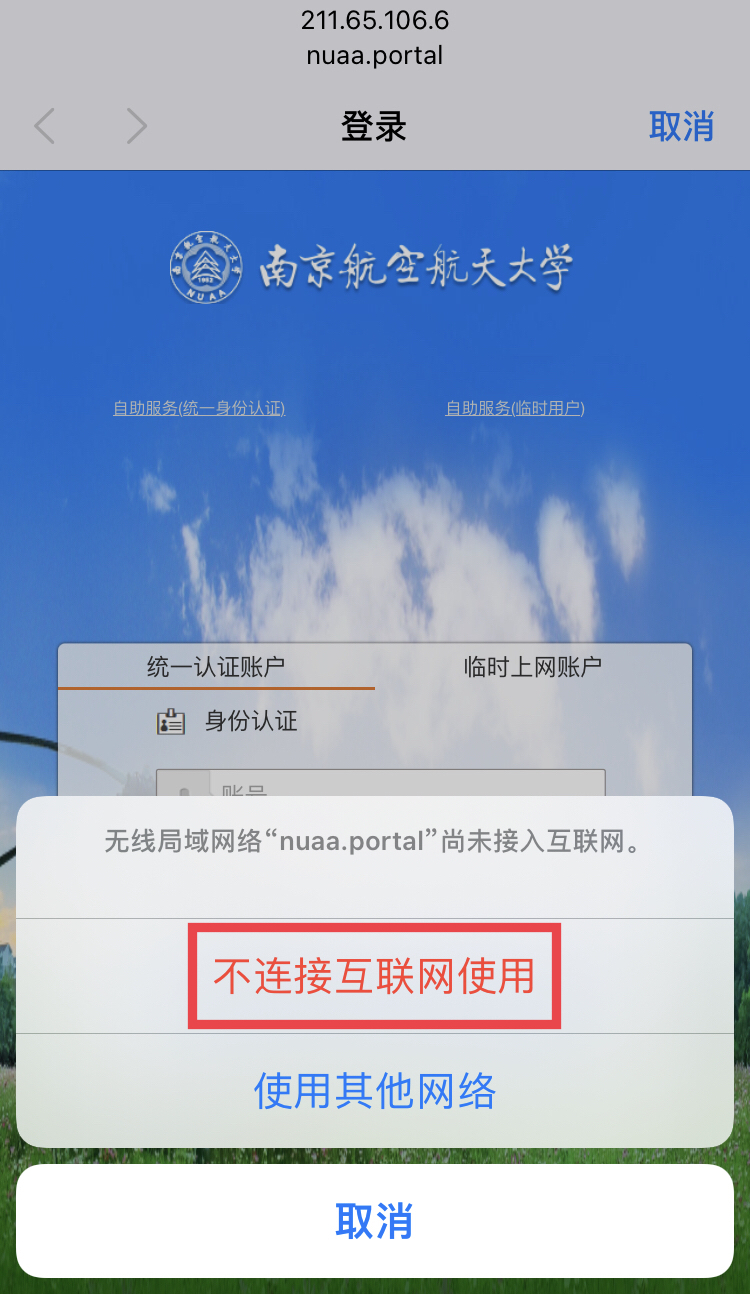 211.65.106.6
nuaa.portal
登录
取消
南京航空航天大学
1952
NUAA
自助服务(统一身份认证)
自助服务(临时用户)
统一认证账户
临时上网账户
身份认证
账号
无线局域网络“nuaa.portal”尚未接入互联网。
不连接互联网使用
使用其他网络
取消